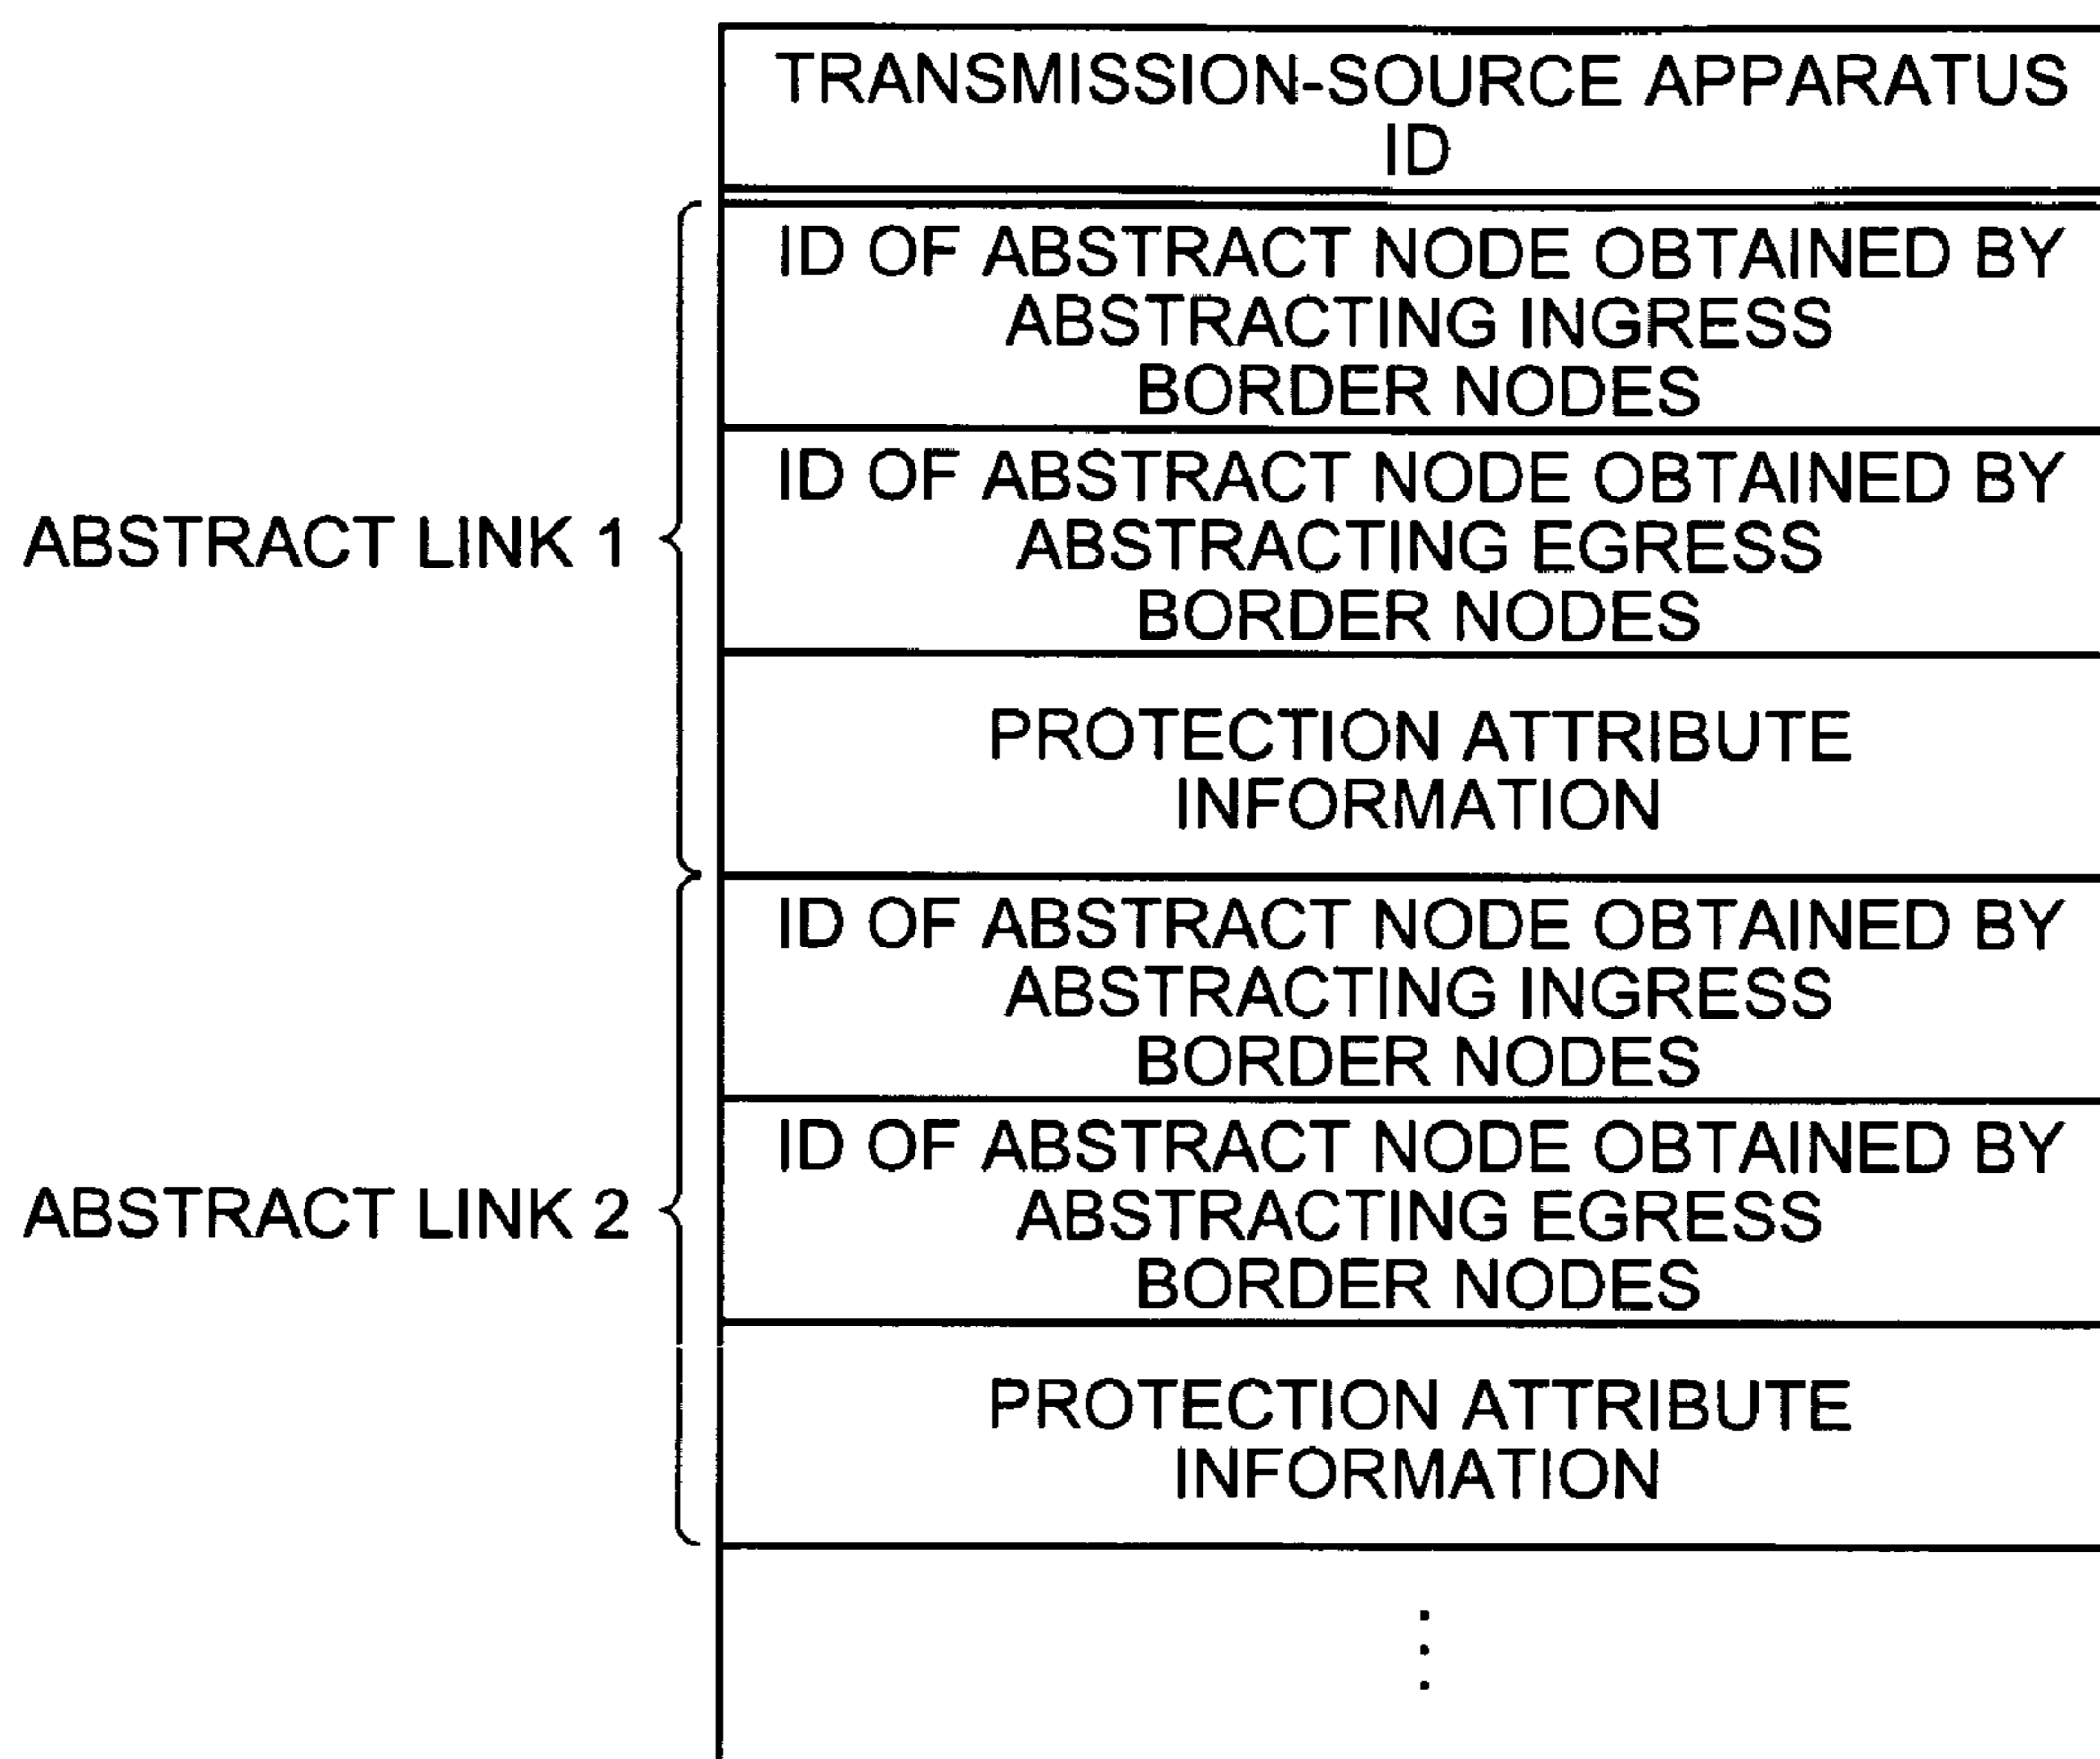 TRANSMISSION-SOURCE APPARATUS
ID
ID OF ABSTRACT NODE OBTAINED BY
ABSTRACTING INGRESS
BORDER NODES
ID OF ABSTRACT NODE OBTAINED BY
ABSTRACTING EGRESS
BORDER NODES
ABSTRACT LINK 1
PROTECTION ATTRIBUTE
INFORMATION
ID OF ABSTRACT NODE OBTAINED BY
ABSTRACTING INGRESS
BORDER NODES
ID OF ABSTRACT NODE OBTAINED BY
ABSTRACTING EGRESS
BORDER NODES
ABSTRACT LINK 2
PROTECTION ATTRIBUTE
INFORMATION